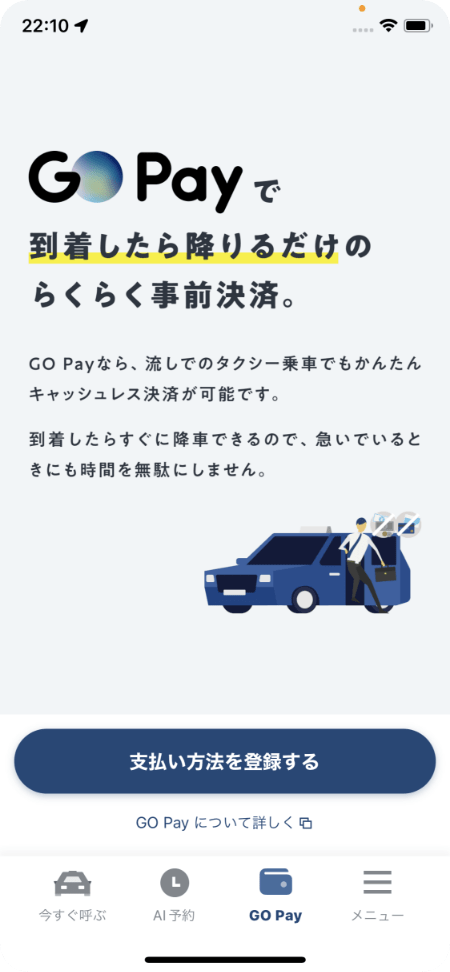 22:10
GO Pay で
到着したら降りるだけの
らくらく事前決済。
GO Payなら、流しでのタクシー乗車でもかんたん
キャッシュレス決済が可能です。
到着したらすぐに降車できるので、急いでいると
きにも時間を無駄にしません。
支払い方法を登録する
GO Pay について詳しく
今すぐ呼ぶ
AI予約
GO Pay
メニュー